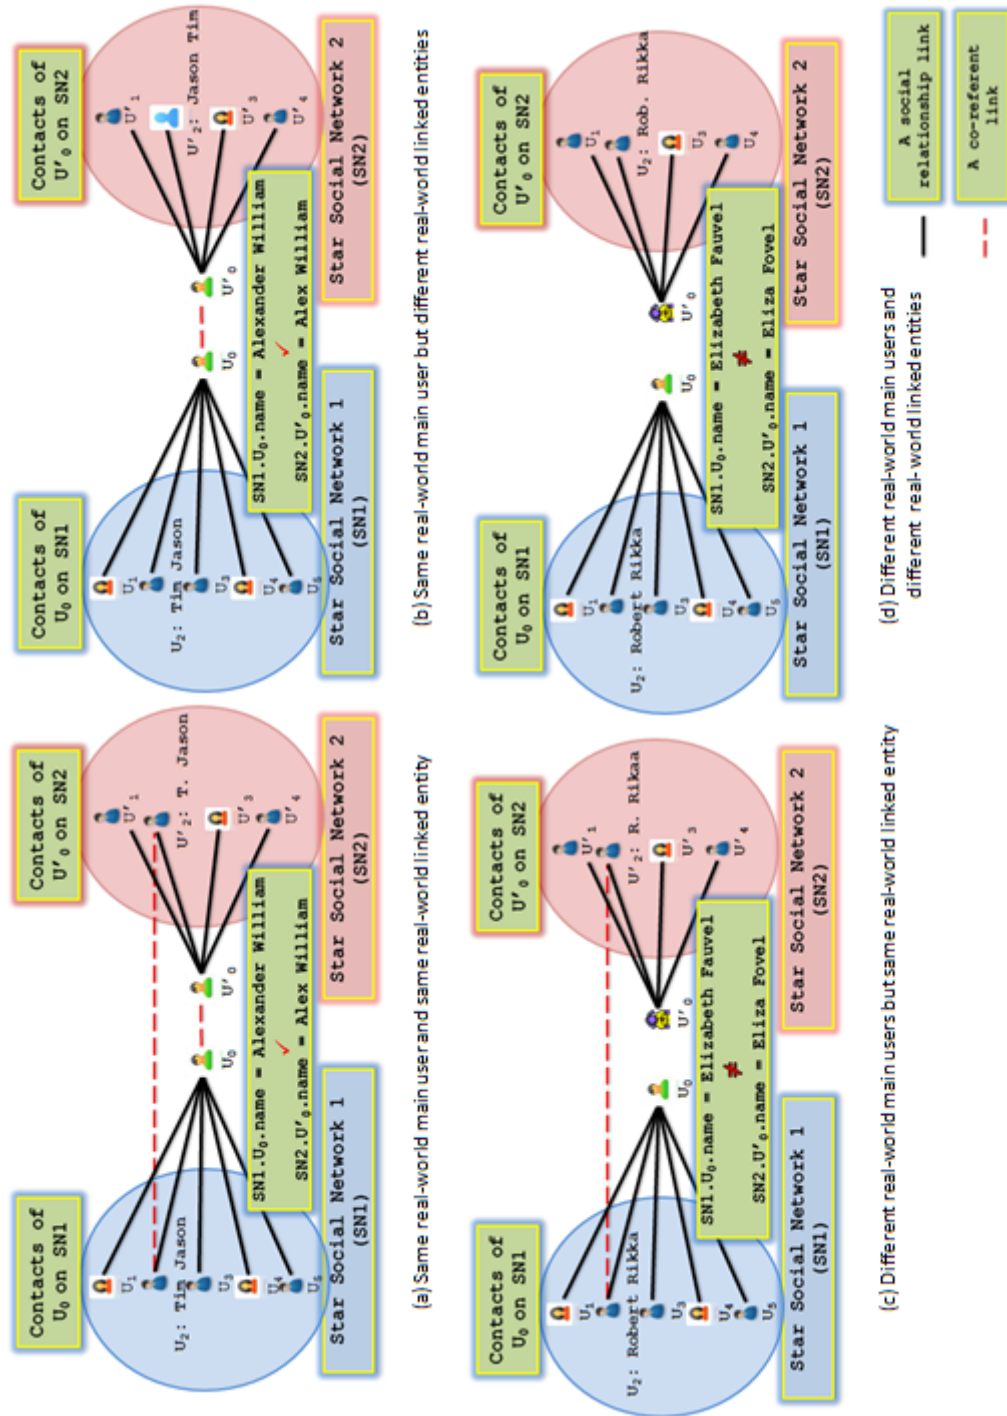 Contacts of
U₀ on SN1
Contacts of
U'₀ on SN2
U₁
U₂: Tim Jason
U₃
U₄
U₅
U₀
U'₀
U'₁
U'₂: T. Jason
U'₃
U'₄
SN1.U₀.name = Alexander William
✓
SN2.U'₀.name = Alex William
Star Social Network 1
(SN1)
Star Social Network 2
(SN2)
(a) Same real-world main user and same real-world linked entity
Contacts of
U₀ on SN1
Contacts of
U'₀ on SN2
U₁
U₂: Tim Jason
U₃
U₄
U₅
U₀
U'₀
U'₁
U'₂: Jason Tim
U'₃
U'₄
SN1.U₀.name = Alexander William
✓
SN2.U'₀.name = Alex William
Star Social Network 1
(SN1)
Star Social Network 2
(SN2)
(b) Same real-world main user but different real-world linked entities
Contacts of
U₀ on SN1
Contacts of
U'₀ on SN2
U₁
U₂: Robert Rikka
U₃
U₄
U₅
U₀
U'₀
U'₁
U'₂: R. Rikaa
U'₃
U'₄
SN1.U₀.name = Elizabeth Fauvel
≠
SN2.U'₀.name = Eliza Fovel
Star Social Network 1
(SN1)
Star Social Network 2
(SN2)
(c) Different real-world main users but same real-world linked entity
Contacts of
U₀ on SN1
Contacts of
U'₀ on SN2
U₁
U₂: Robert Rikka
U₃
U₄
U₅
U₀
U'₀
U₁
U₂: Rob. Rikka
U₃
U₄
SN1.U₀.name = Elizabeth Fauvel
≠
SN2.U'₀.name = Eliza Fovel
Star Social Network 1
(SN1)
Star Social Network 2
(SN2)
(d) Different real-world main users and
different real-world linked entities
A social
relationship link
A co-referent
link